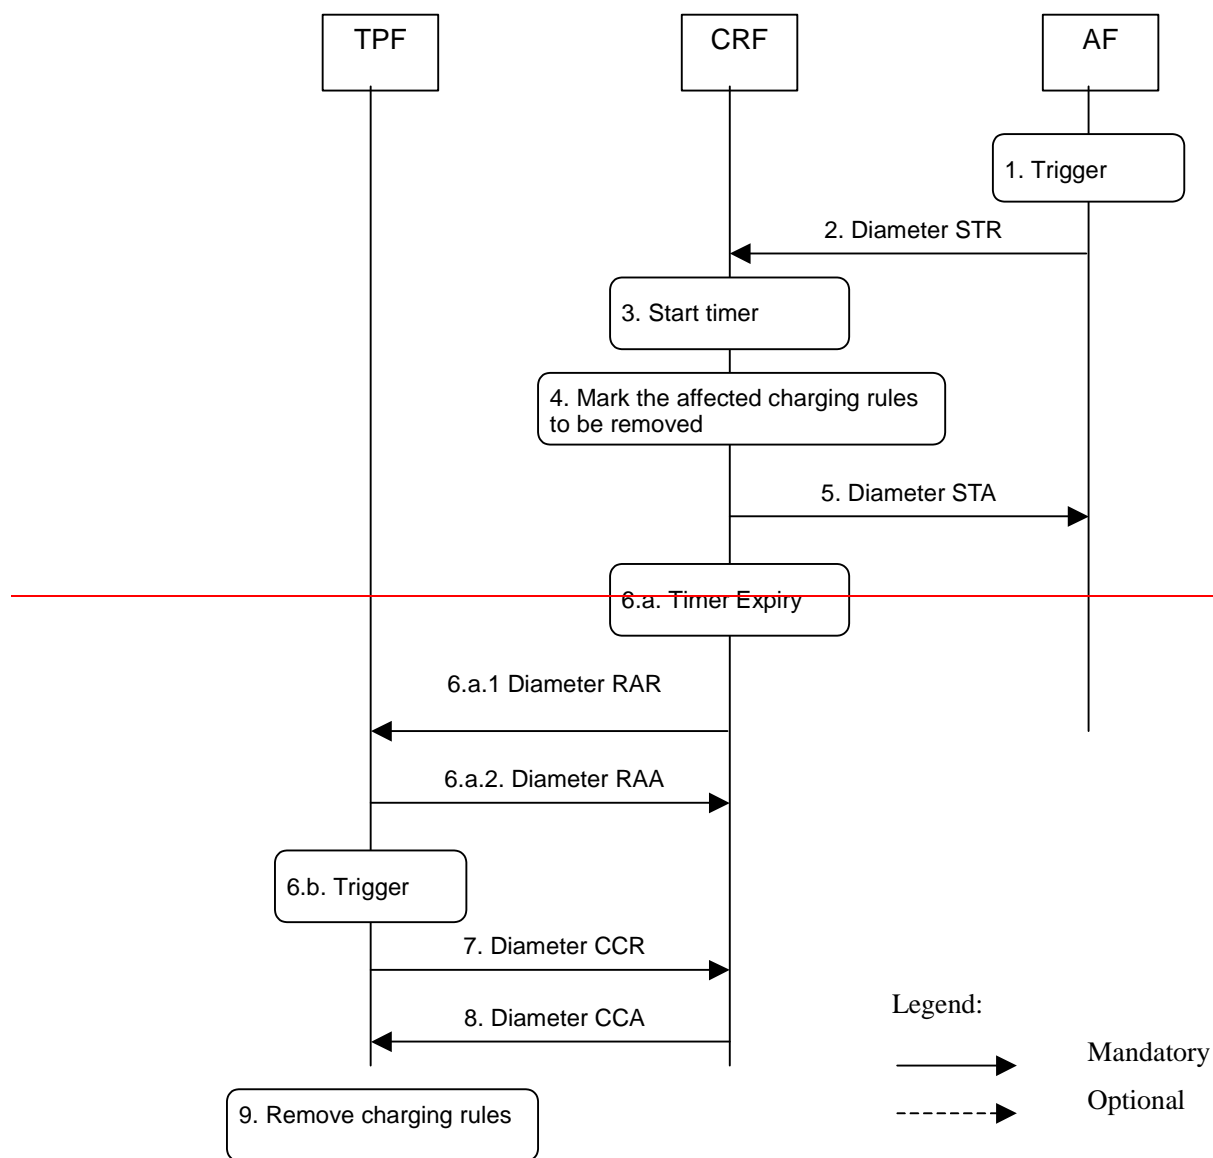 TPF
CRF
AF
1. Trigger
2. Diameter STR
3. Start timer
4. Mark the affected charging rules
to be removed
5. Diameter STA
6.a. Timer Expiry
6.a.1 Diameter RAR
6.a.2. Diameter RAA
6.b. Trigger
7. Diameter CCR
8. Diameter CCA
9. Remove charging rules
Legend:
Mandatory
Optional